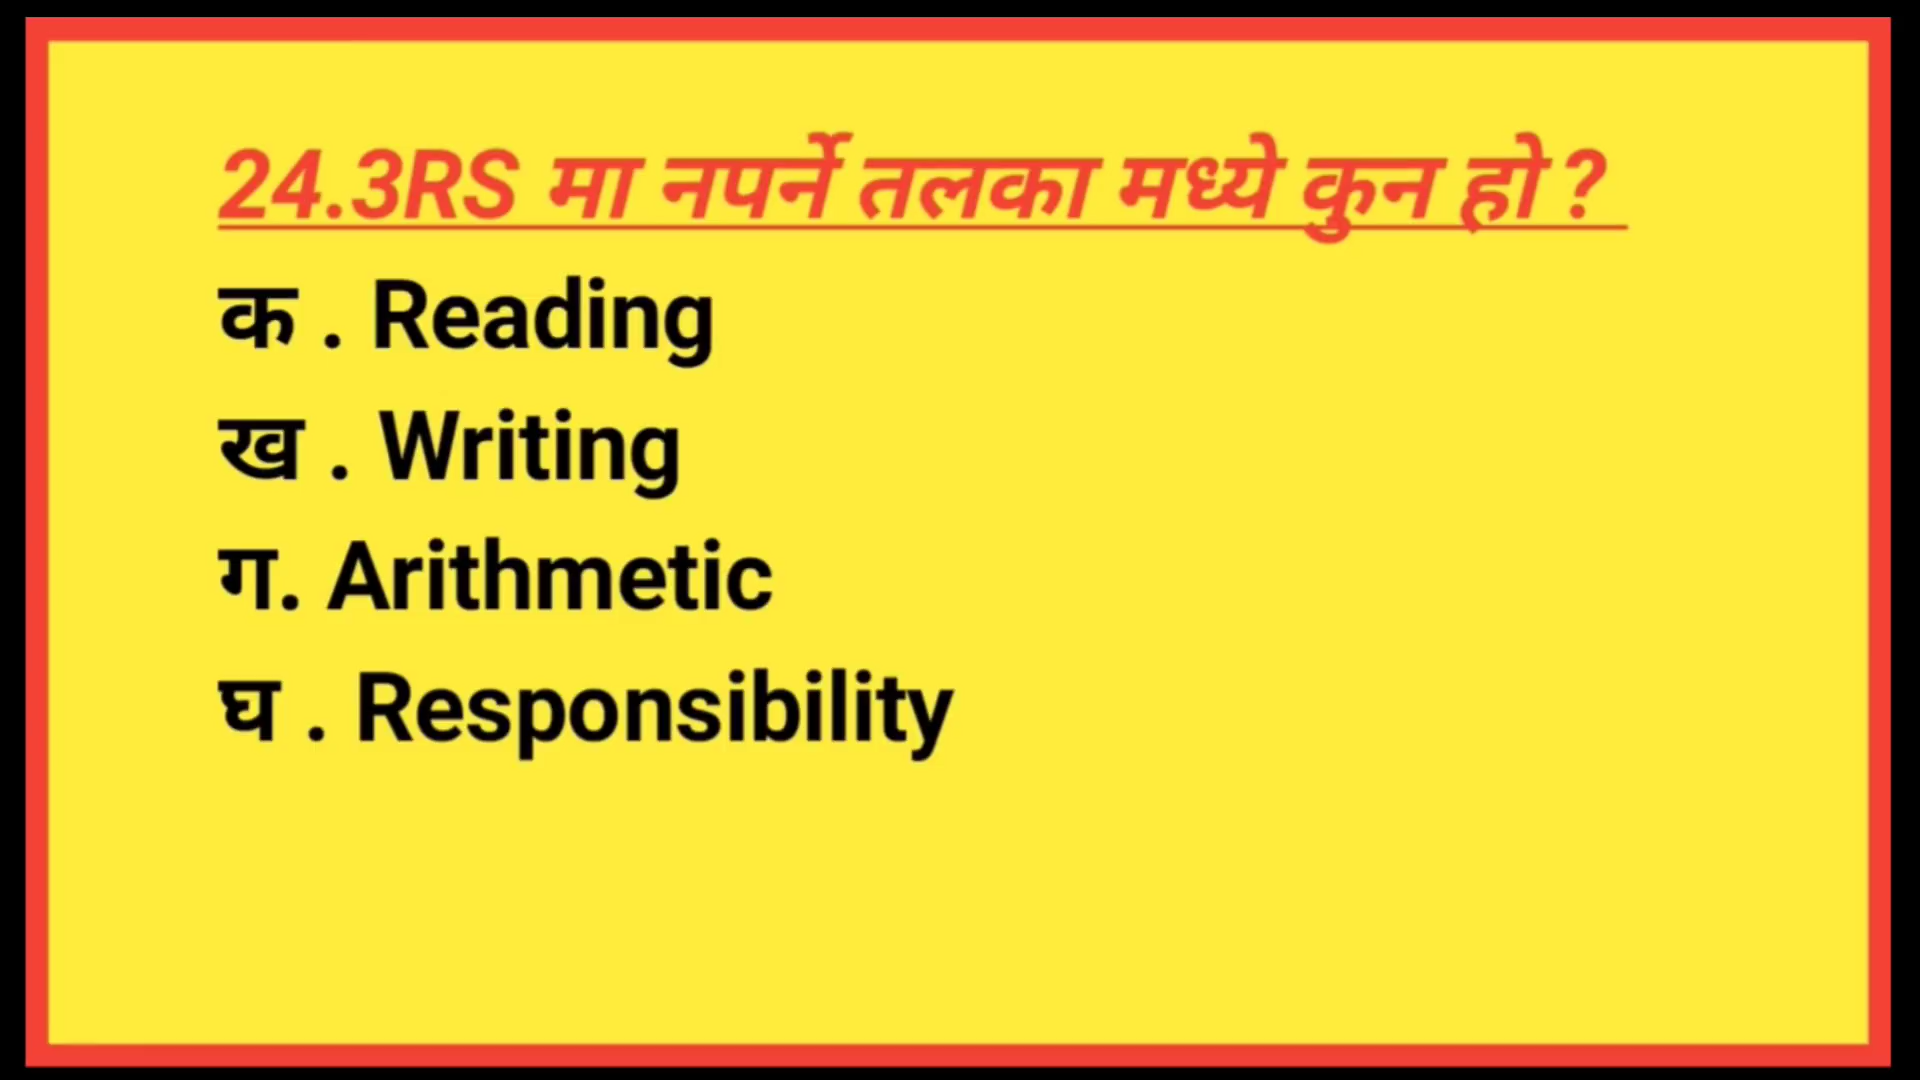 24.3RS मा नपर्ने तलका मध्ये कुन हो ?
क . Reading
ख . Writing
ग. Arithmetic
घ . Responsibility